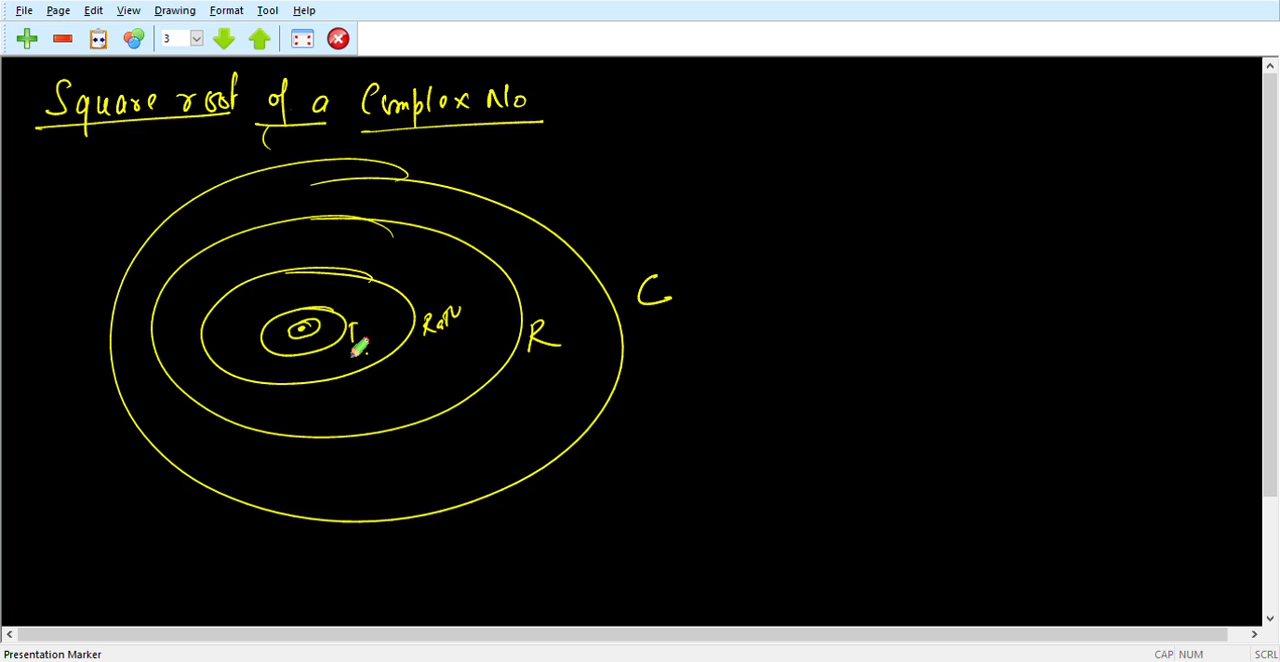 File Page Edit View Drawing Format Tool Help
3
Square root of a Complex No
C
I Ratn R
Presentation Marker CAP NUM SCRL